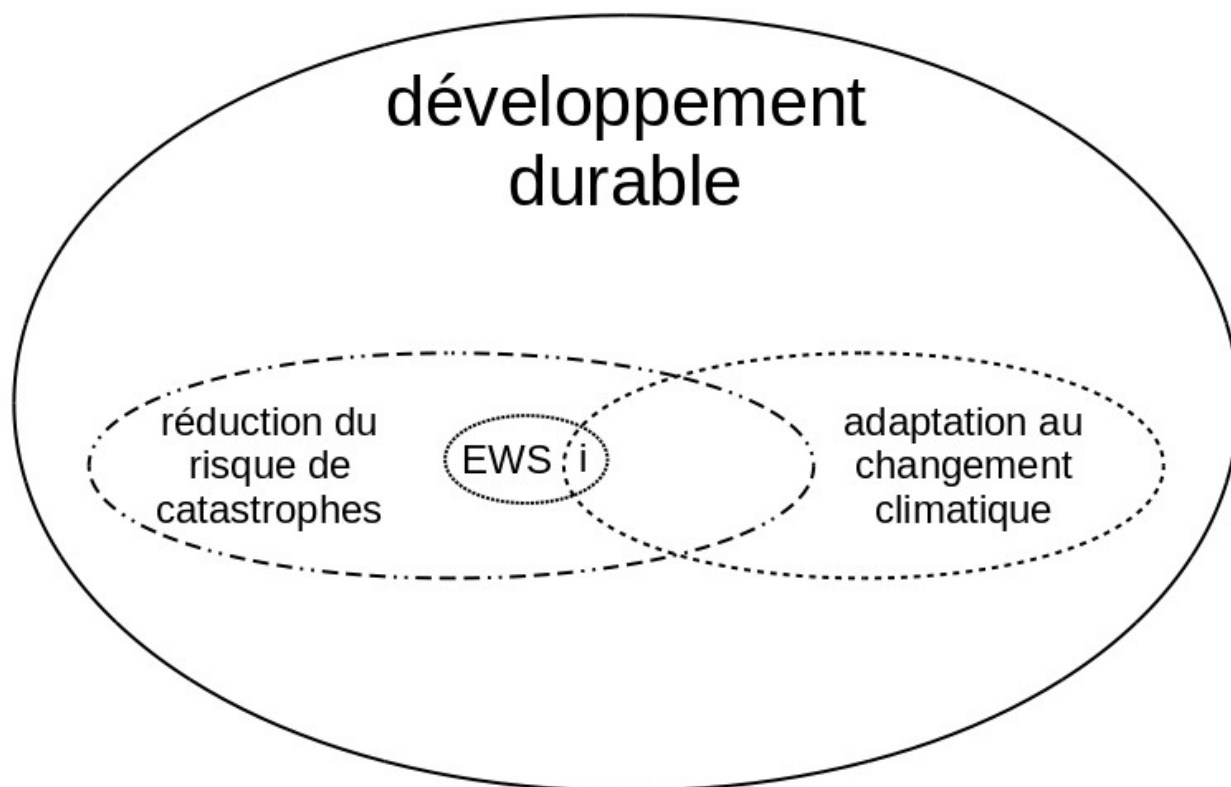 développement
durable
réduction du
risque de
catastrophes
EWS i
adaptation au
changement
climatique